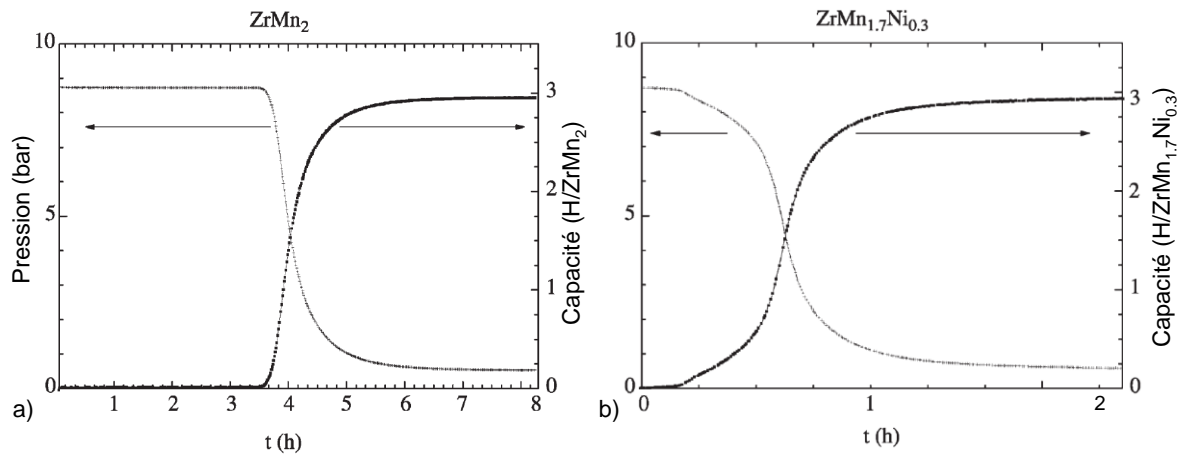 ZrMn2
10
5
0
Pression (bar)
3
2
1
0
Capacité (H/ZrMn2)
1 2 3 4 5 6 7 8
t (h)
a)
ZrMn1.7Ni0.3
10
5
0
3
2
1
0
Capacité (H/ZrMn1.7Ni0.3)
0 1 2
t (h)
b)